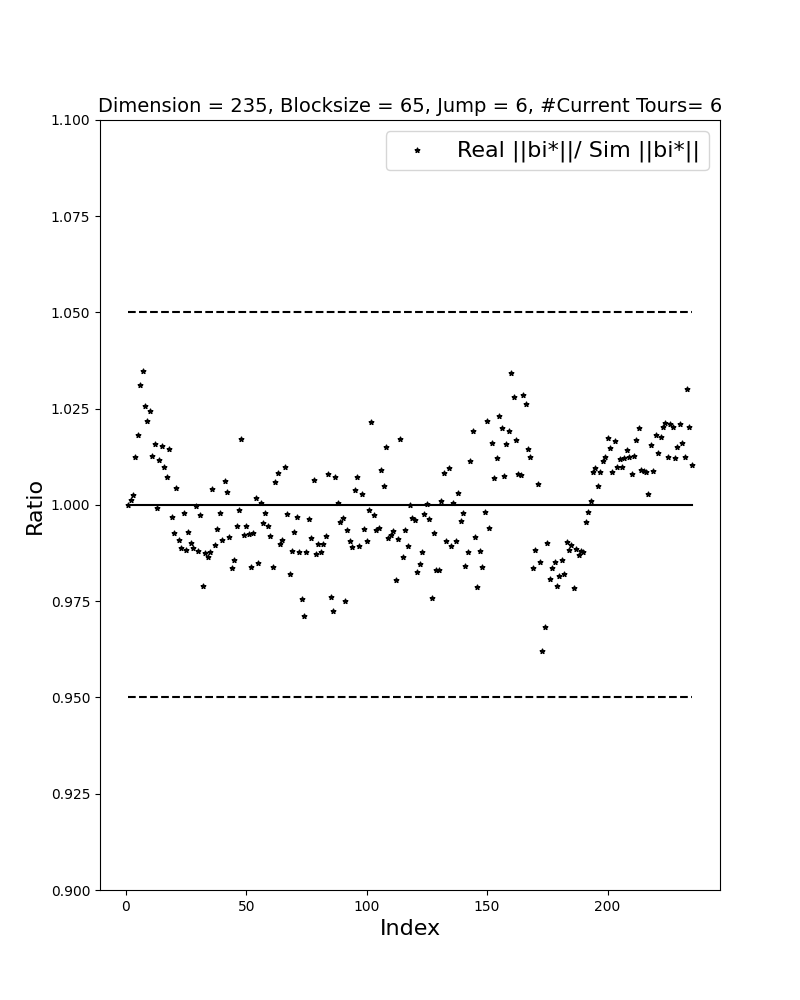 Dimension = 235, Blocksize = 65, Jump = 6, #Current Tours= 6
Real ||bi*||/ Sim ||bi*||
1.100
1.075
1.050
1.025
1.000
0.975
0.950
0.925
0.900
Ratio
0 50 100 150 200
Index